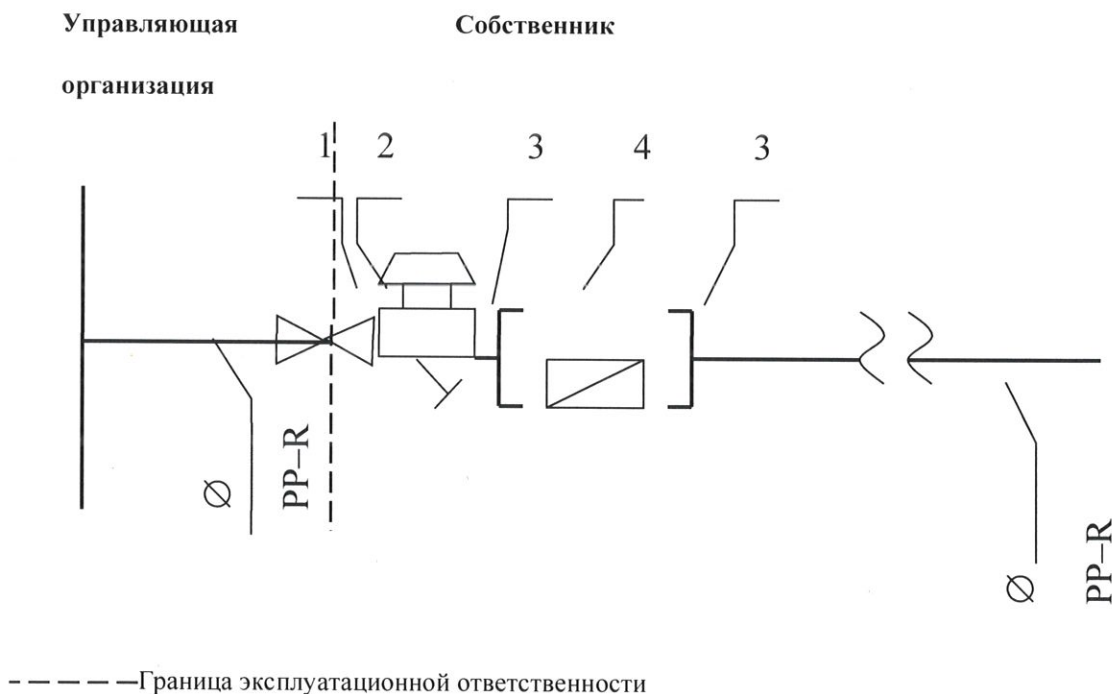 Управляющая Собственник
организация
1 2 3 4 3
Ø PP–R
Ø PP–R
Граница эксплуатационной ответственности